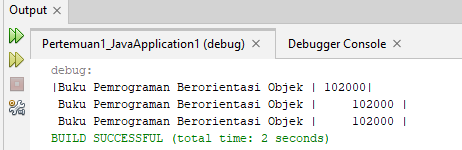 Output ×
Pertemuan1_JavaApplication1 (debug) × Debugger Console ×
debug:
|Buku Pemrograman Berorientasi Objek | 102000|
 Buku Pemrograman Berorientasi Objek |     102000 |
 Buku Pemrograman Berorientasi Objek |     102000 |
BUILD SUCCESSFUL (total time: 2 seconds)